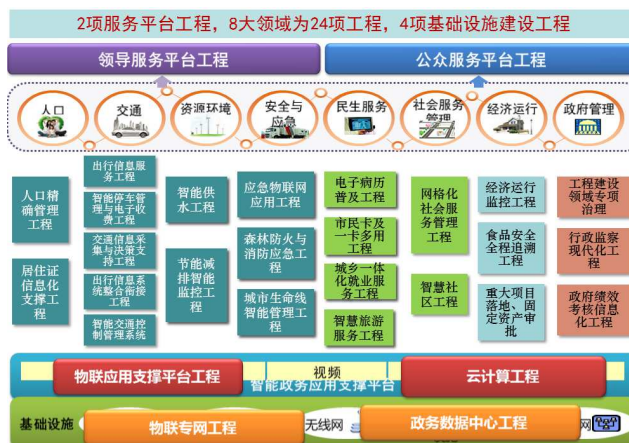 2项服务平台工程，8大领域为24项工程，4项基础设施建设工程
领导服务平台工程
公众服务平台工程
人口
交通
资源环境
安全与
应急
民生服务
社会服务
管理
经济运行
政府管理
人口精
确管理
工程
居住证
信息化
支撑工
程
出行信息服
务工程
智能停车管
理与电子收
费工程
交通信息采
集与决策支
持工程
出行信息系
统整合衔接
工程
智能交通控
制管理系统
智能供
水工程
节能减
排智能
监控工
程
应急物联网
应用工程
森林防火与
消防应急工
程
城市生命线
智能管理工
程
电子病历
普及工程
市民卡及
一卡多用
工程
城乡一体
化就业服
务工程
智慧旅游
服务工程
网格化
社会服
务管理
工程
智慧社
区工程
经济运行
监控工程
食品安全
全程追溯
工程
重大项目
落地、固
定资产审
批
工程建设
领域专项
治理
行政监察
现代化工
程
政府绩效
考核信息
化工程
物联应用支撑平台工程
视频
云计算工程
智能政务应用支撑平台
基础设施
物联专网工程
无线网
政务数据中心工程
网